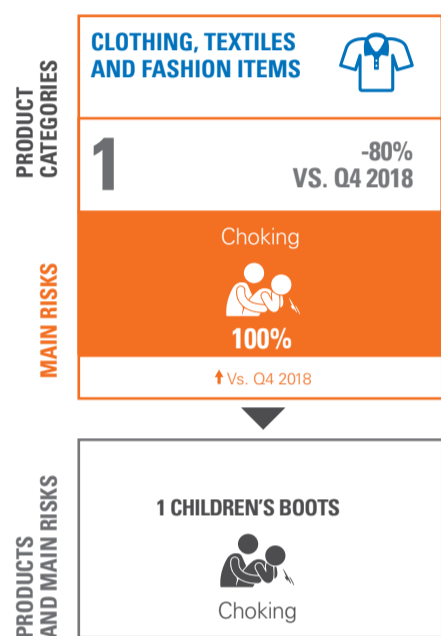 PRODUCT
CATEGORIES
CLOTHING, TEXTILES
AND FASHION ITEMS
1
-80%
VS. Q4 2018
MAIN RISKS
Choking
100%
Vs. Q4 2018
PRODUCTS
AND MAIN RISKS
1 CHILDREN'S BOOTS
Choking